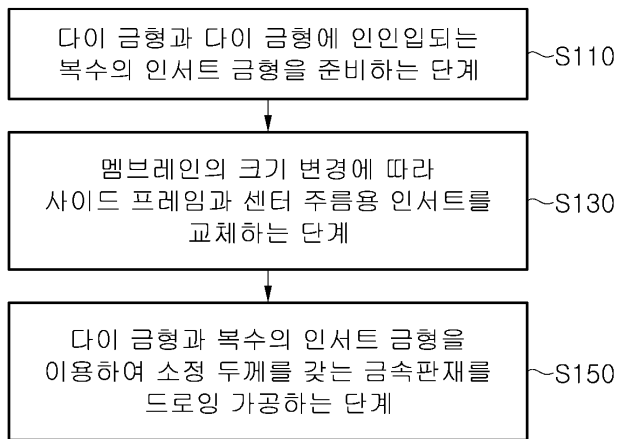 다이 금형과 다이 금형에 인인입되는
복수의 인서트 금형을 준비하는 단계
S110
멤브레인의 크기 변경에 따라
사이드 프레임과 센터 주름용 인서트를
교체하는 단계
S130
다이 금형과 복수의 인서트 금형을
이용하여 소정 두께를 갖는 금속판재를
드로잉 가공하는 단계
S150